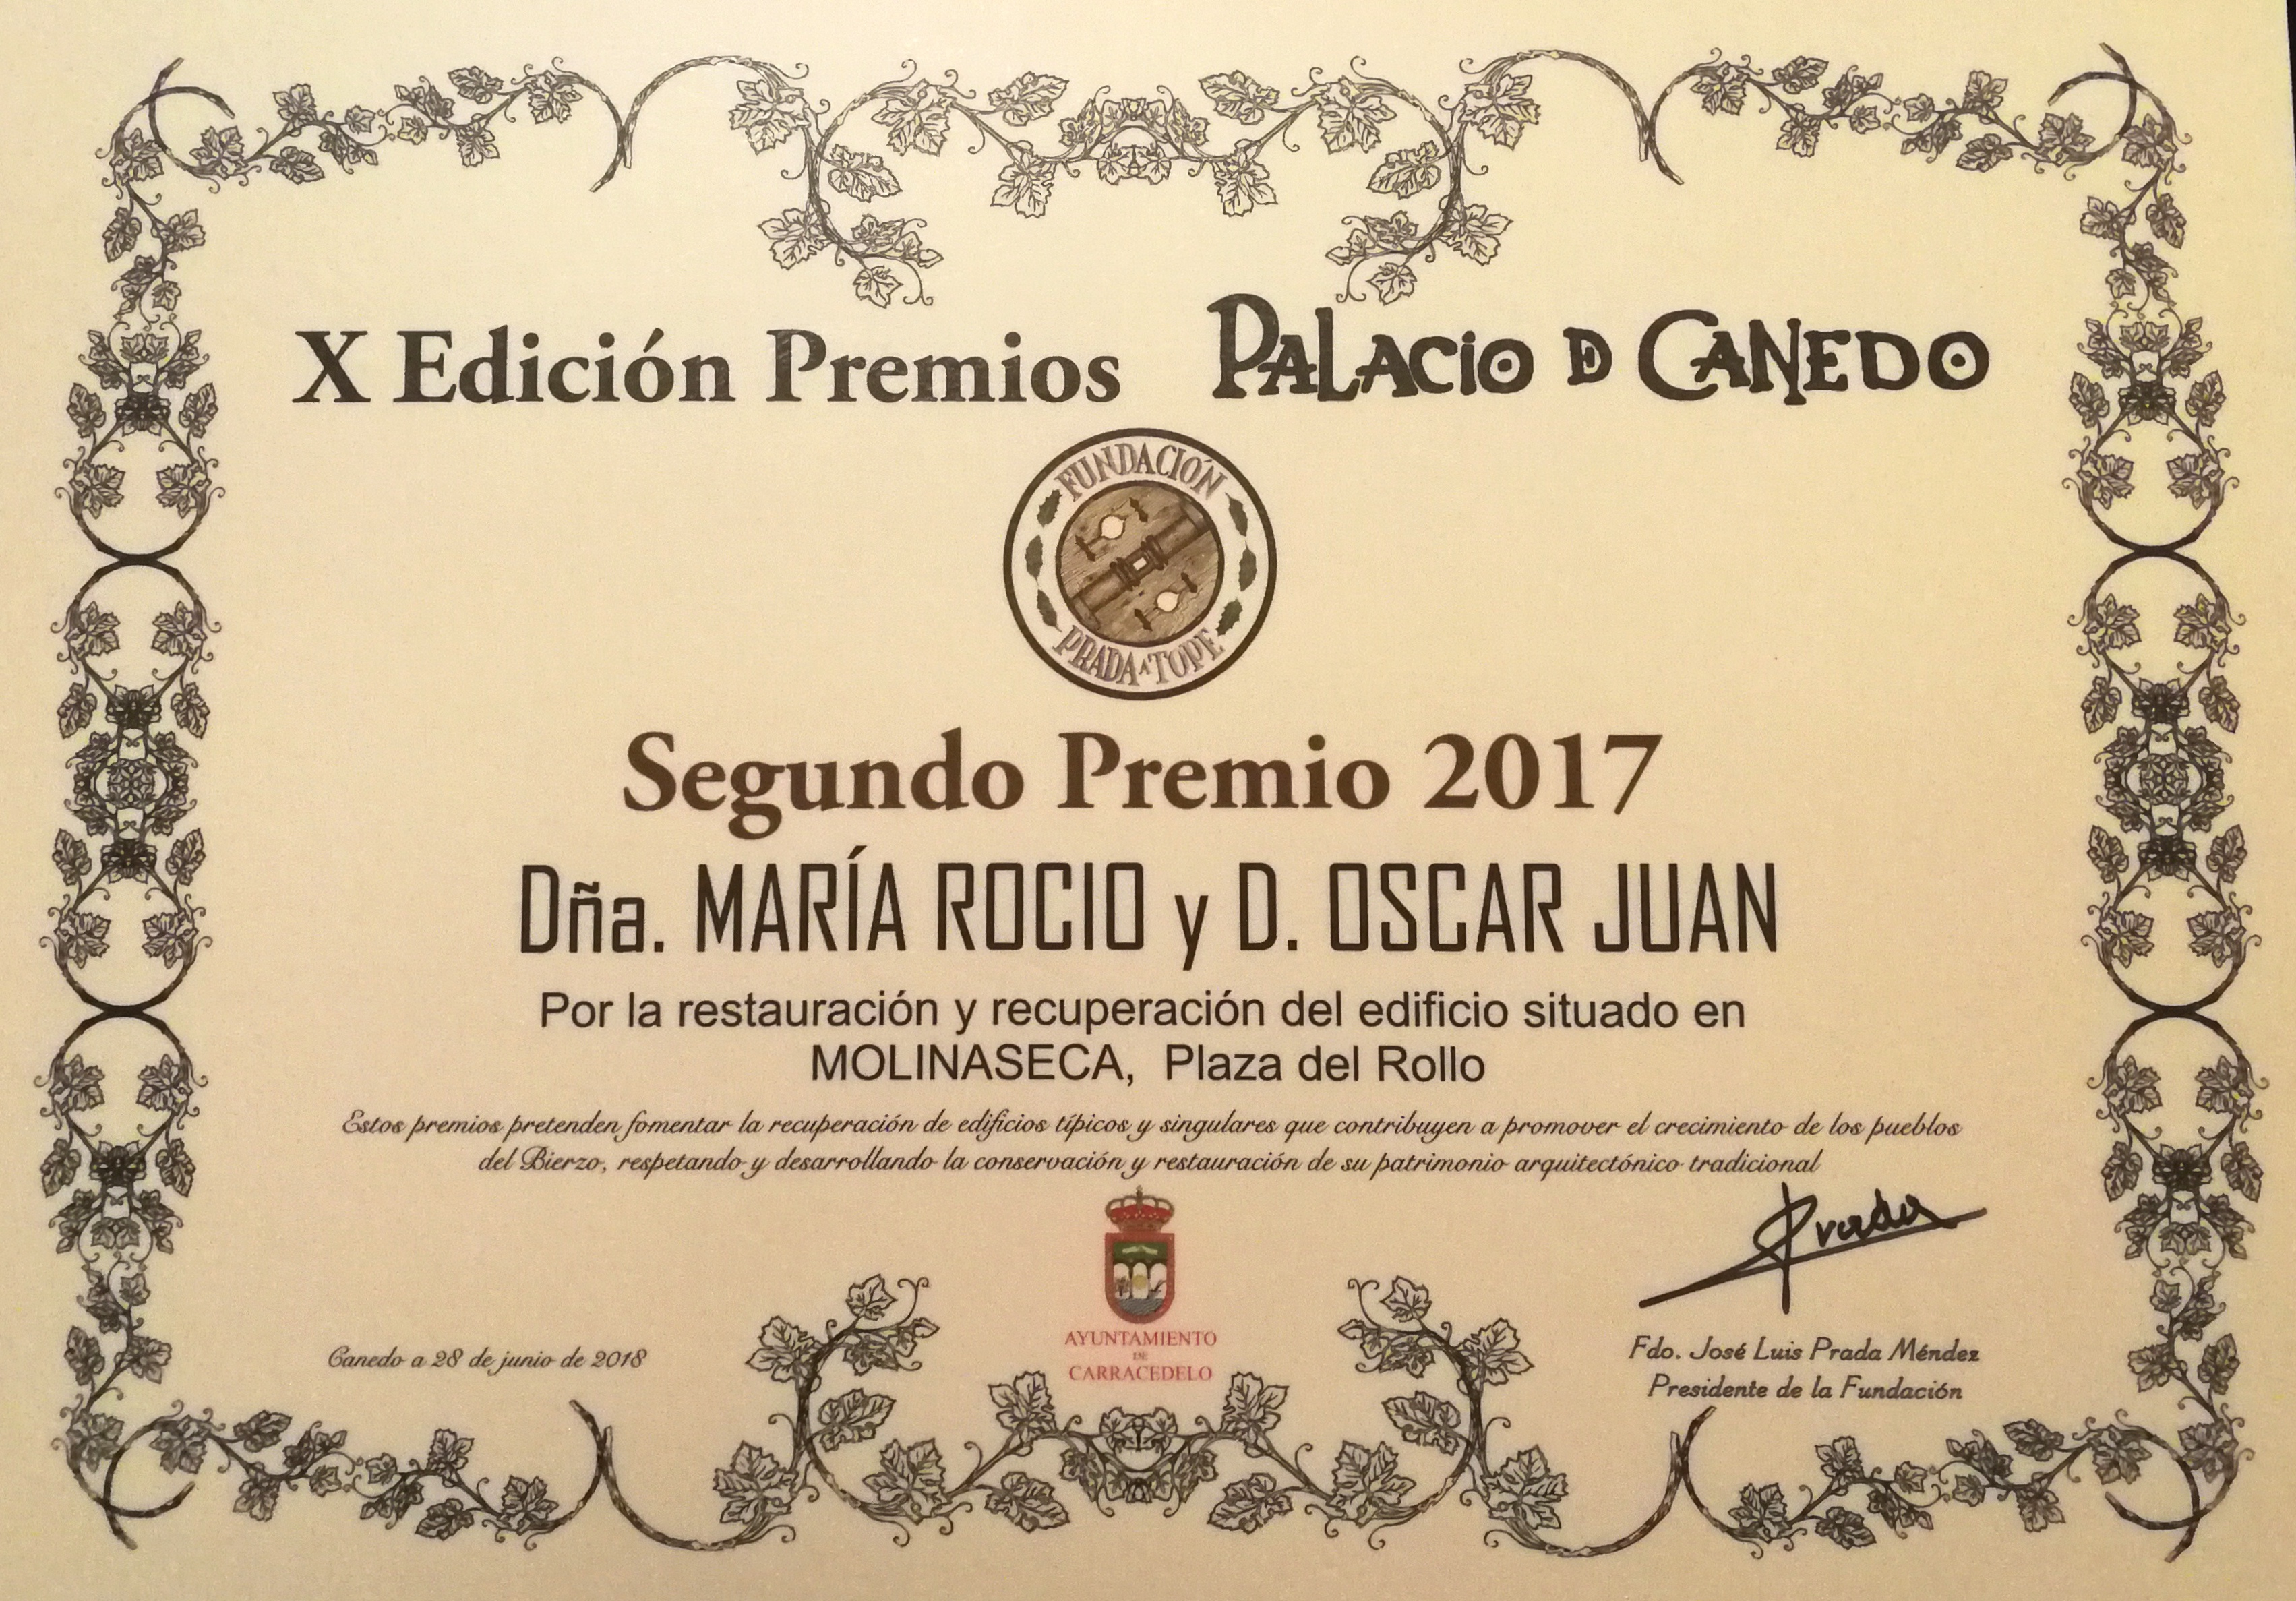 X Edición Premios PALACIO DE CANEDO
FUNDACIÓN
PRADA A TOPE
Segundo Premio 2017
Dña. MARÍA ROCIO y D. OSCAR JUAN
Por la restauración y recuperación del edificio situado en
MOLINASECA, Plaza del Rollo
Estos premios pretenden fomentar la recuperación de edificios típicos y singulares que contribuyen a promover el crecimiento de los pueblos
del Bierzo, respetando y desarrollando la conservación y restauración de su patrimonio arquitectónico tradicional
Prada
AYUNTAMIENTO
DE
CARRACEDELO
Canedo a 28 de junio de 2018
Fdo. José Luis Prada Méndez
Presidente de la Fundación